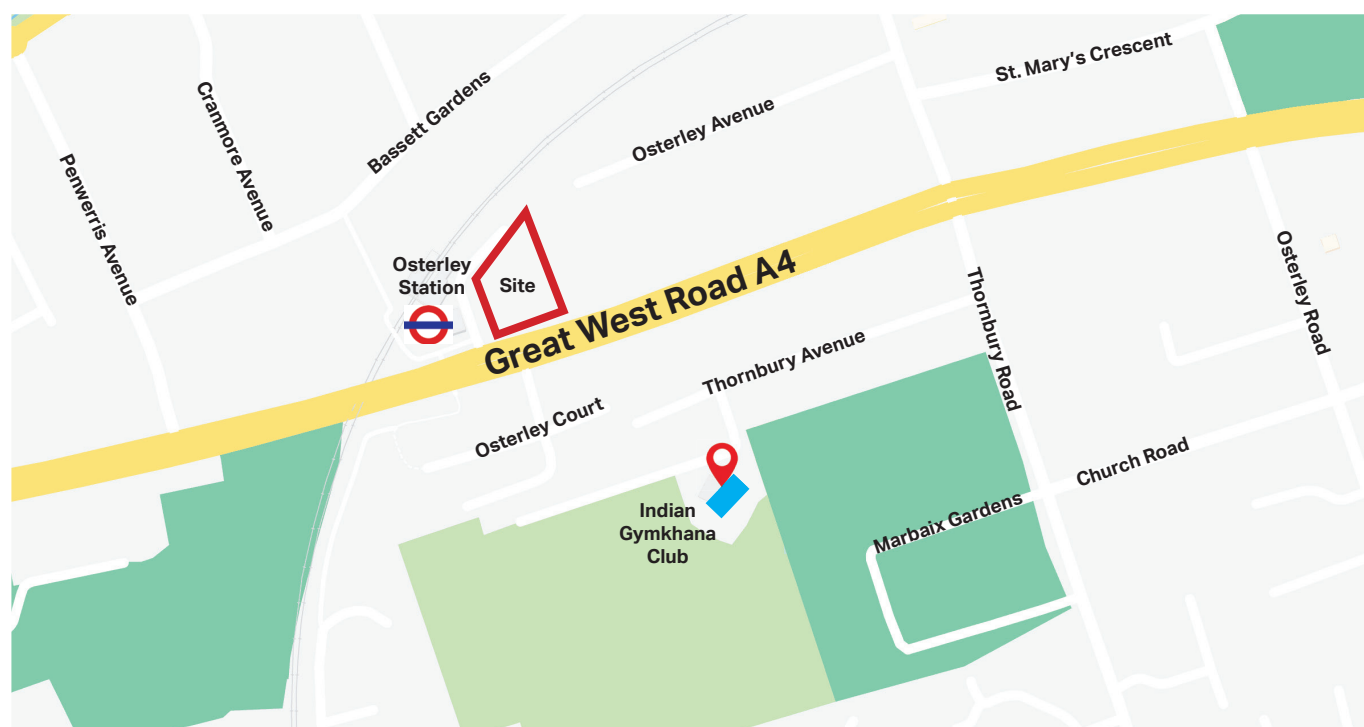 St. Mary's Crescent
Cranmore Avenue
Bassett Gardens
Osterley Avenue
Penwerris Avenue
Osterley
Station
Site
Great West Road A4
Osterley Road
Thornbury Road
Thornbury Avenue
Osterley Court
Church Road
Indian
Gymkhana
Club
Marbaix Gardens